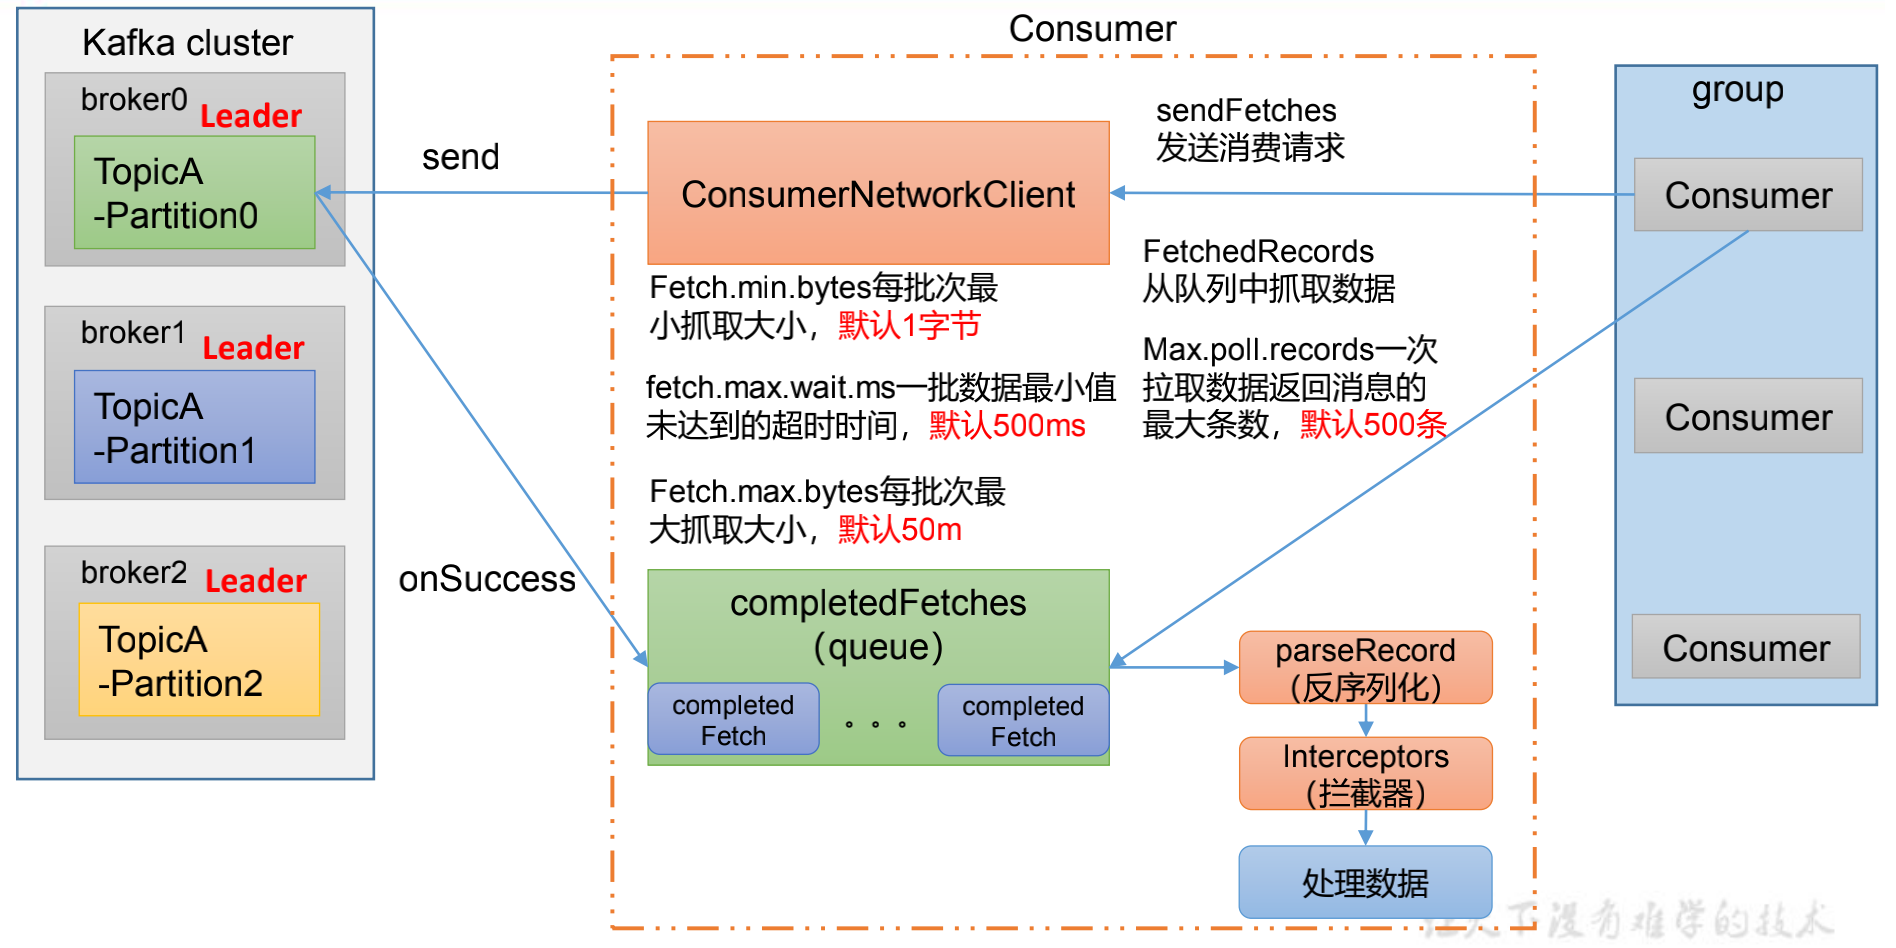 Kafka cluster
broker0
Leader
TopicA
-Partition0
broker1
Leader
TopicA
-Partition1
broker2
Leader
TopicA
-Partition2
send
onSuccess
Consumer
ConsumerNetworkClient
Fetch.min.bytes每批次最
小抓取大小，默认1字节
fetch.max.wait.ms一批数据最小值
未达到的超时时间，默认500ms
Fetch.max.bytes每批次最
大抓取大小，默认50m
completedFetches
(queue)
completed
Fetch
。。。
completed
Fetch
sendFetches
发送消费请求
FetchedRecords
从队列中抓取数据
Max.poll.records一次
拉取数据返回消息的
最大条数，默认500条
parseRecord
（反序列化）
Interceptors
（拦截器）
处理数据
group
Consumer
Consumer
Consumer
让天下没有难学的技术